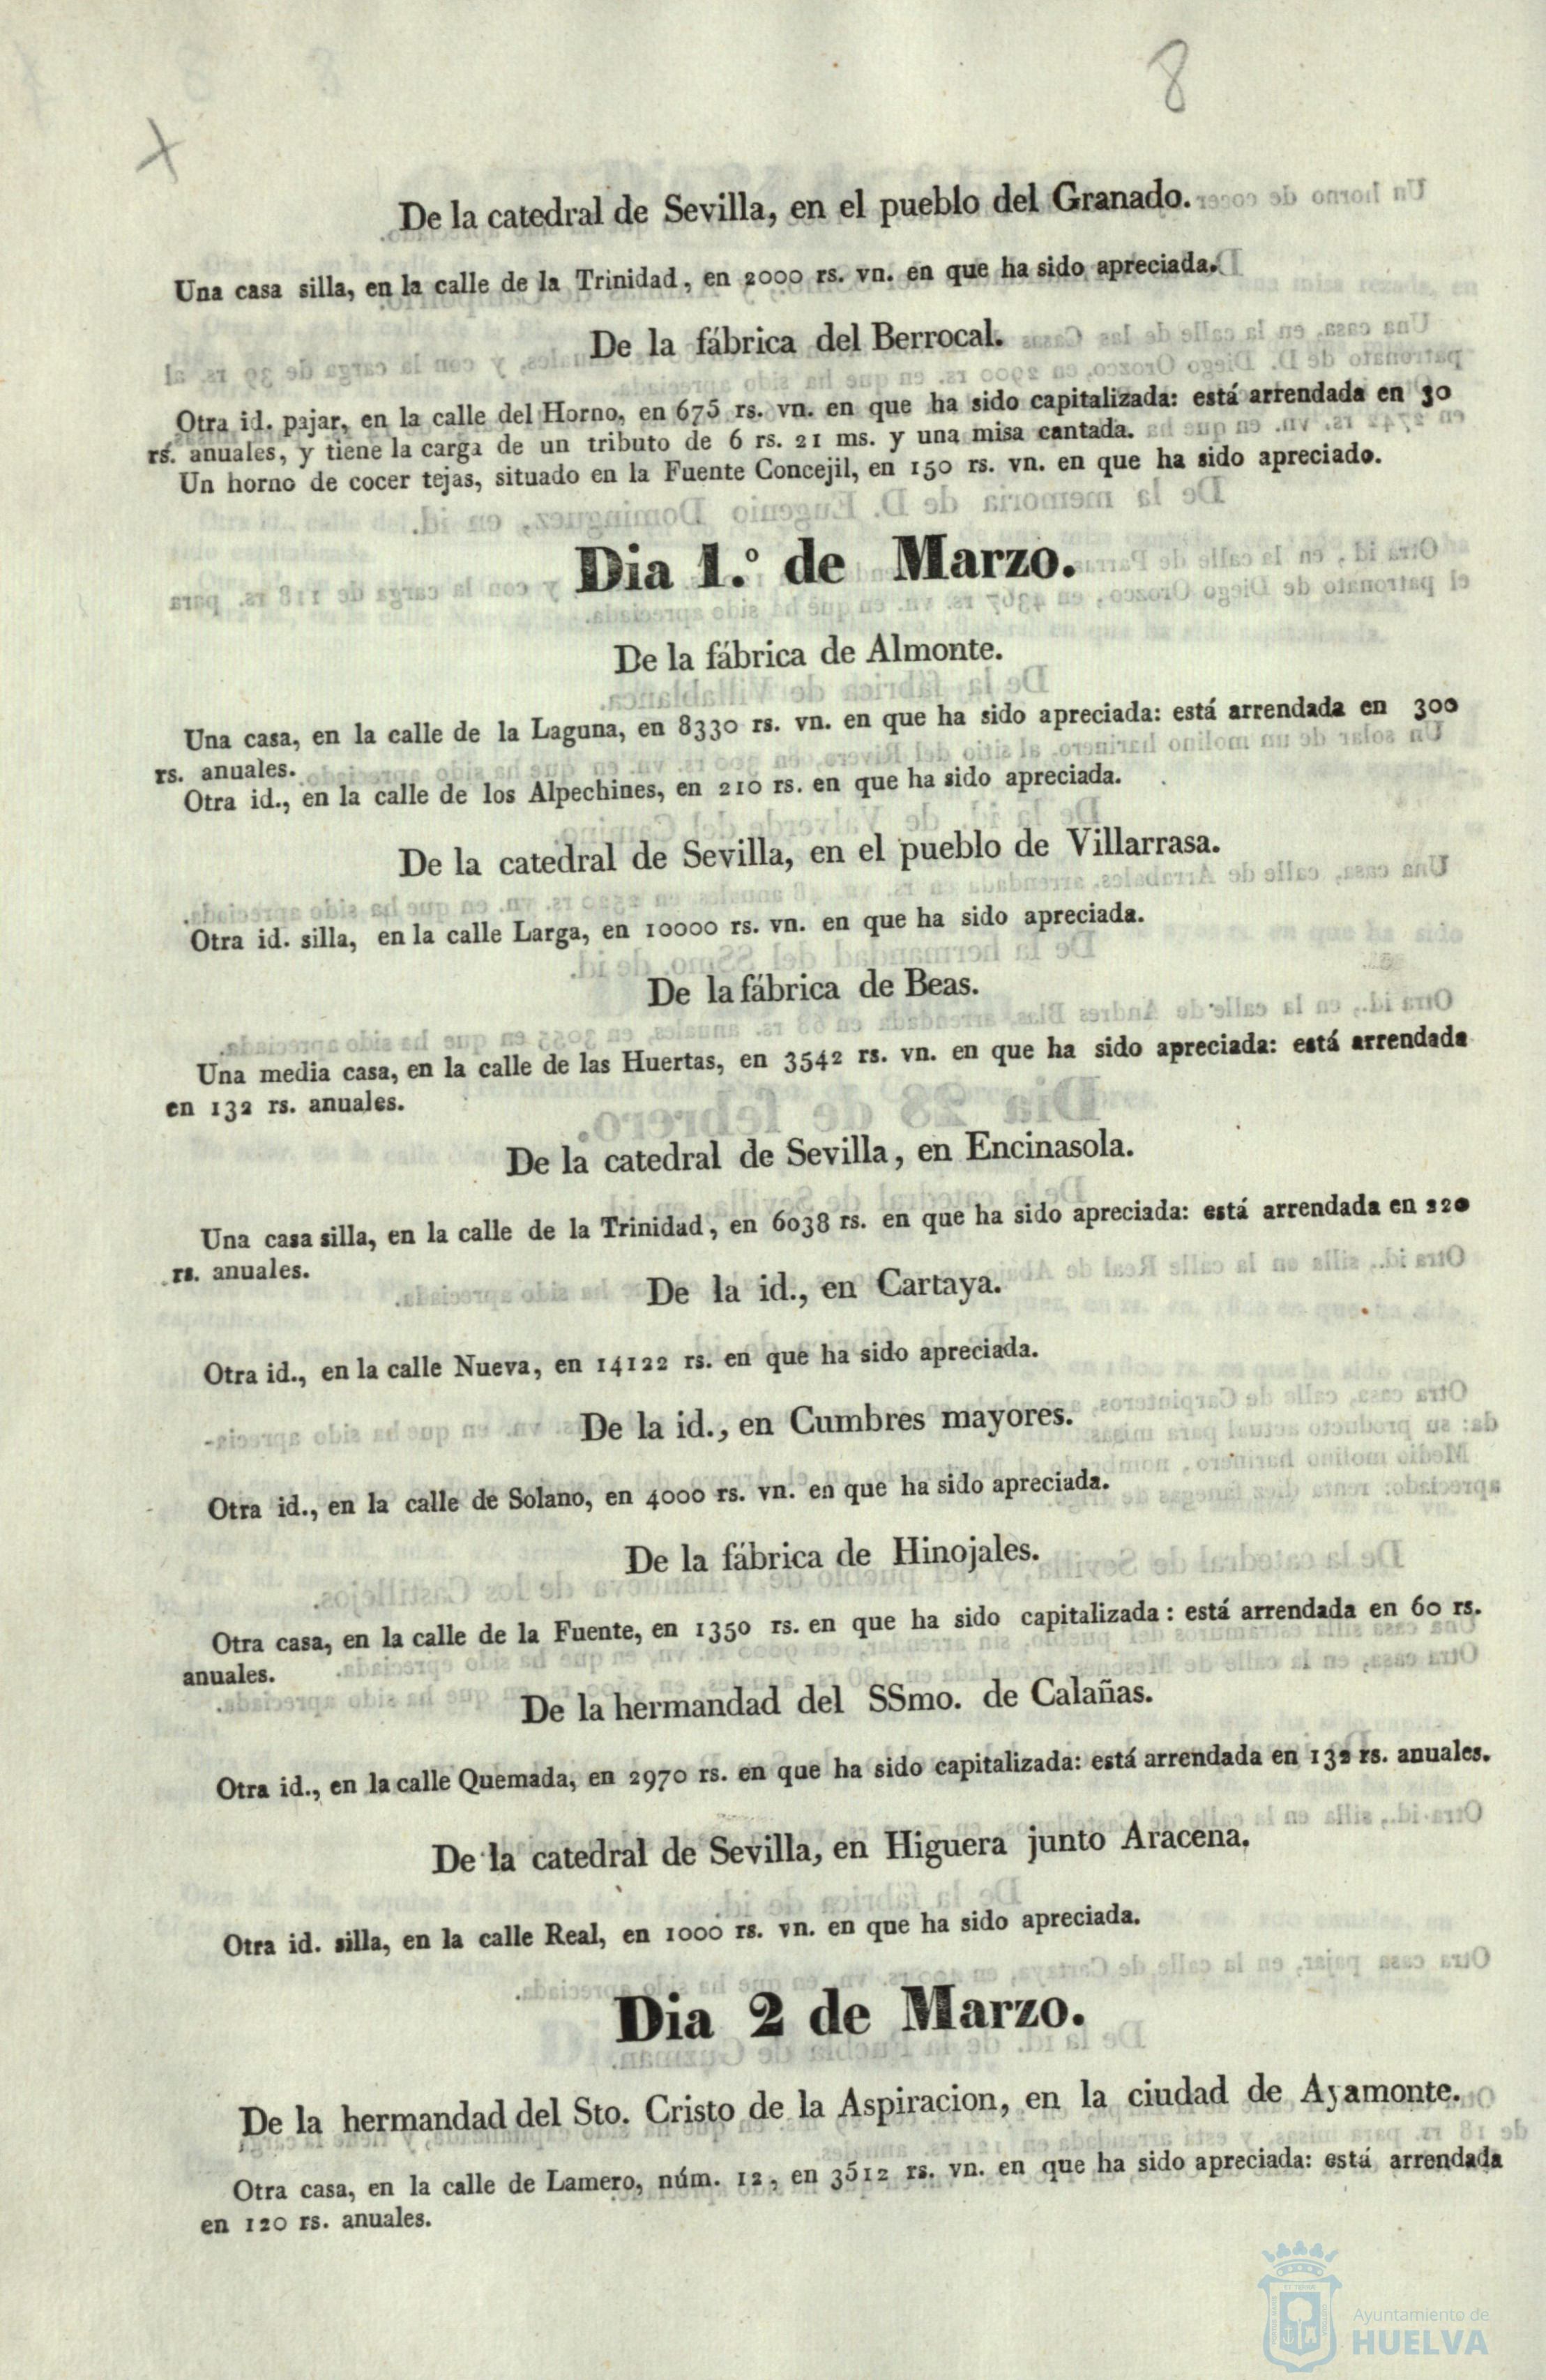 8
De la catedral de Sevilla, en el pueblo del Granado.
Una casa silla, en la calle de la Trinidad, en 2000 rs. vn. en que ha sido apreciada.
De la fábrica del Berrocal.
Otra id. pajar, en la calle del Horno, en 675 rs. vn. en que ha sido capitalizada: está arrendada en 30
rs. anuales, y tiene la carga de un tributo de 6 rs. 21 ms. y una misa cantada.
Un horno de cocer tejas, situado en la Fuente Concejil, en 150 rs. vn. en que ha sido apreciado.
Dia 1.º de Marzo.
De la fábrica de Almonte.
Una casa, en la calle de la Laguna, en 8330 rs. vn. en que ha sido apreciada: está arrendada en 300
rs. anuales.
Otra id., en la calle de los Alpechines, en 210 rs. en que ha sido apreciada.
De la catedral de Sevilla, en el pueblo de Villarrasa.
Otra id. silla, en la calle Larga, en 10000 rs. vn. en que ha sido apreciada.
De la fábrica de Beas.
Una media casa, en la calle de las Huertas, en 3542 rs. vn. en que ha sido apreciada: está arrendada
en 132 rs. anuales.
De la catedral de Sevilla, en Encinasola.
Una casa silla, en la calle de la Trinidad, en 6038 rs. en que ha sido apreciada: está arrendada en 220
rs. anuales.
De la id., en Cartaya.
Otra id., en la calle Nueva, en 14122 rs. en que ha sido apreciada.
De la id., en Cumbres mayores.
Otra id., en la calle de Solano, en 4000 rs. vn. en que ha sido apreciada.
De la fábrica de Hinojales.
Otra casa, en la calle de la Fuente, en 1350 rs. en que ha sido capitalizada: está arrendada en 60 rs.
anuales.
De la hermandad del SSmo. de Calañas.
Otra id., en la calle Quemada, en 2970 rs. en que ha sido capitalizada: está arrendada en 132 rs. anuales.
De la catedral de Sevilla, en Higuera junto Aracena.
Otra id. silla, en la calle Real, en 1000 rs. vn. en que ha sido apreciada.
Dia 2 de Marzo.
De la hermandad del Sto. Cristo de la Aspiracion, en la ciudad de Ayamonte.
Otra casa, en la calle de Lamero, núm. 12, en 3512 rs. vn. en que ha sido apreciada: está arrendada
en 120 rs. anuales.
Ayuntamiento de
HUELVA